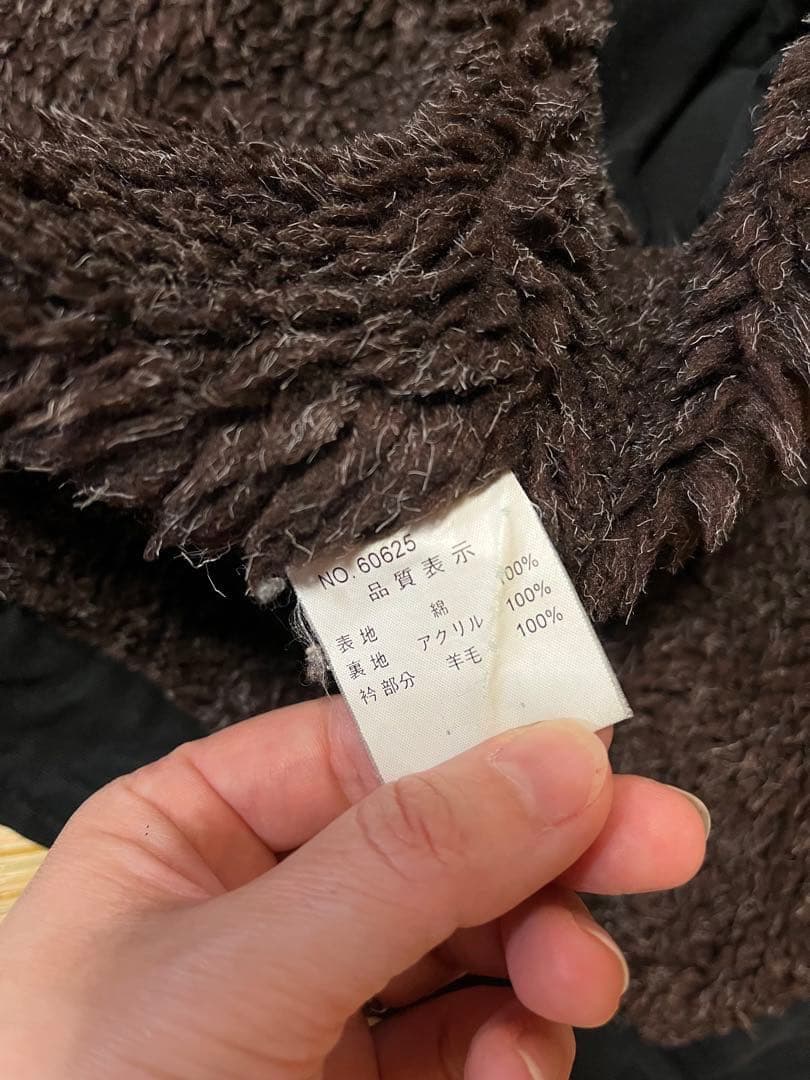 NO. 60625
品質表示
表地 綿 100%
裏地 アクリル 100%
衿部分 羊毛 100%